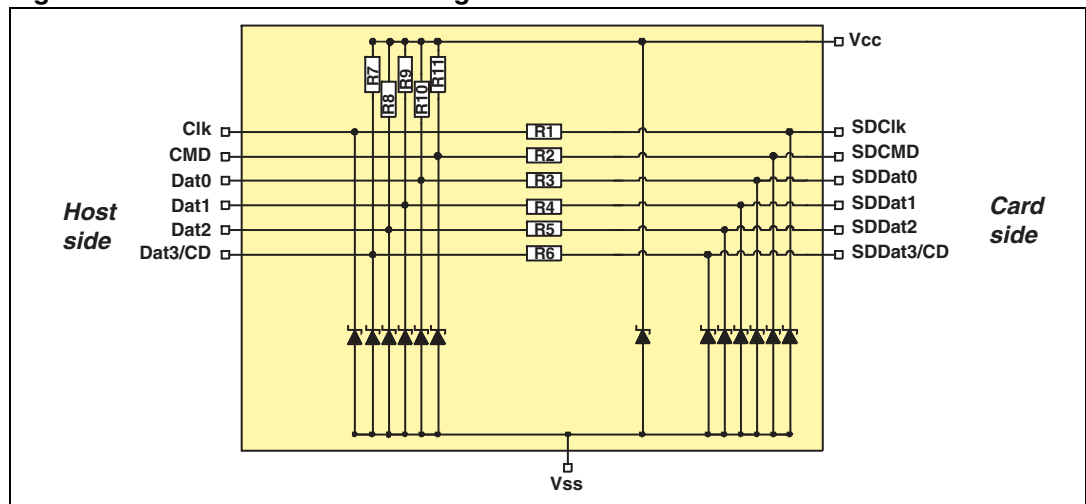 Vcc
R7
R8
R9
R10
R11
Clk
R1
SDClk
CMD
R2
SDCMD
Dat0
R3
SDDat0
Dat1
R4
SDDat1
Dat2
R5
SDDat2
Dat3/CD
R6
SDDat3/CD
Host
side
Card
side
Vss